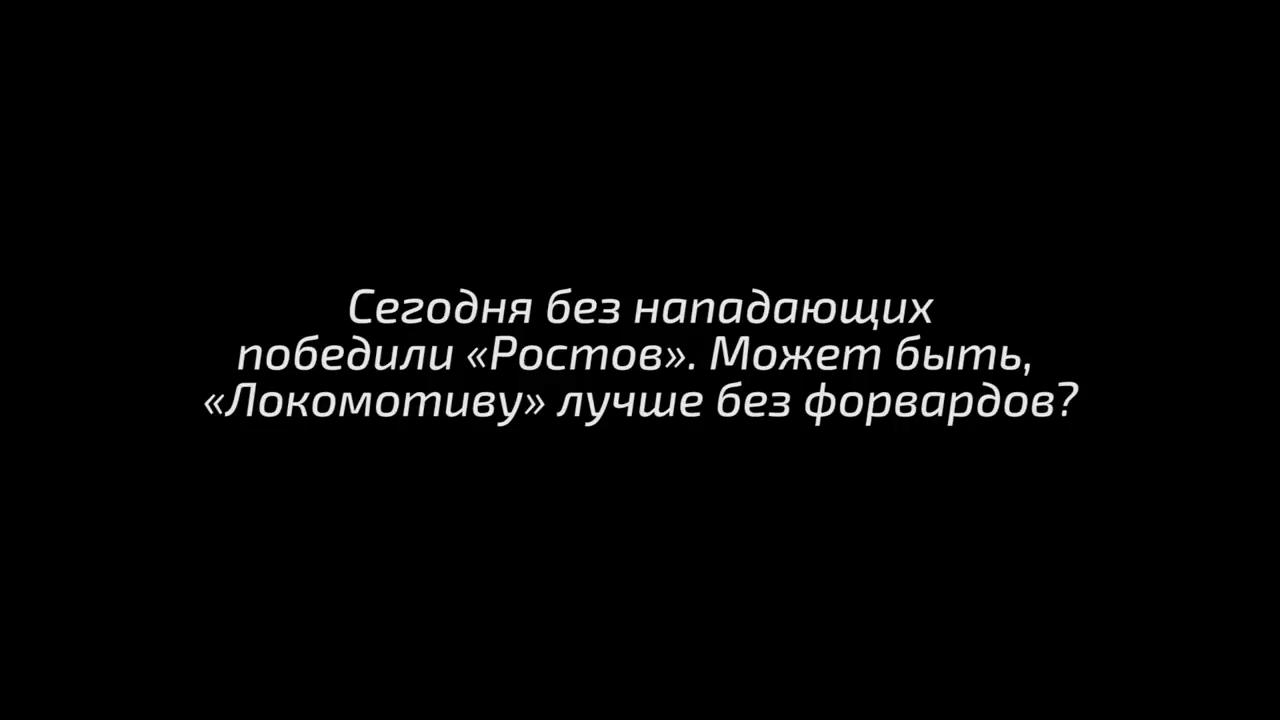 Сегодня без нападающих
победили «Ростов». Может быть,
«Локомотиву» лучше без форвардов?